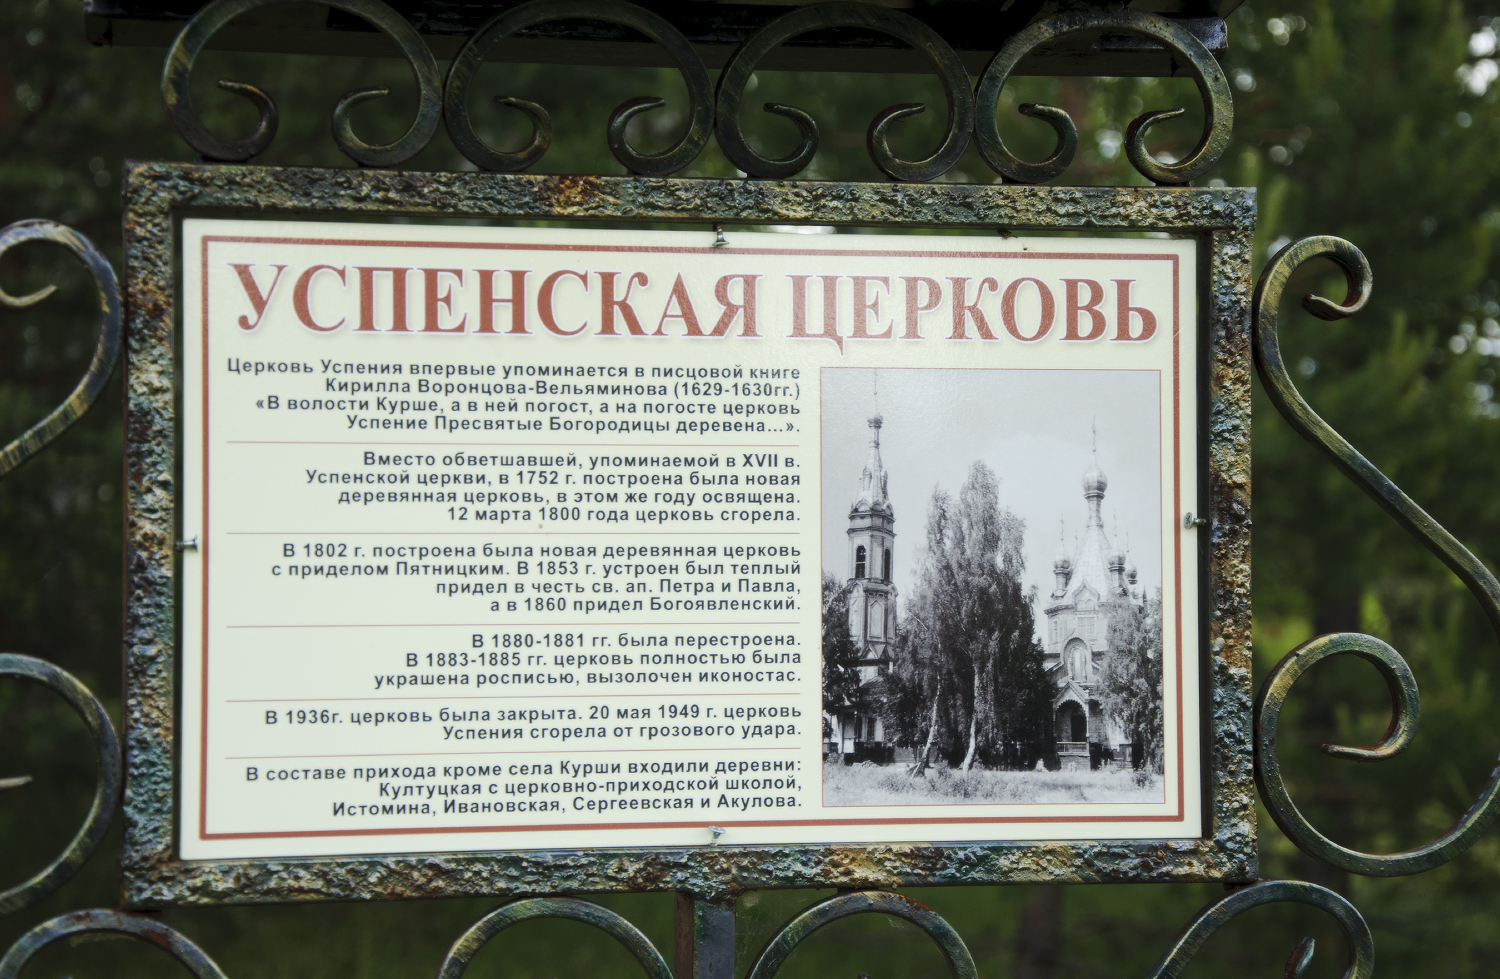 УСПЕНСКАЯ ЦЕРКОВЬ
Церковь Успения впервые упоминается в писцовой книге
Кирилла Воронцова-Вельяминова (1629-1630гг.)
«В волости Курше, а в ней погост, а на погосте церковь
Успение Пресвятые Богородицы деревена...».
Вместо обветшавшей, упоминаемой в XVII в.
Успенской церкви, в 1752 г. построена была новая
деревянная церковь, в этом же году освящена.
12 марта 1800 года церковь сгорела.
В 1802 г. построена была новая деревянная церковь
с приделом Пятницким. В 1853 г. устроен был теплый
придел в честь св. ап. Петра и Павла,
а в 1860 придел Богоявленский.
В 1880-1881 гг. была перестроена.
В 1883-1885 гг. церковь полностью была
украшена росписью, вызолочен иконостас.
В 1936г. церковь была закрыта. 20 мая 1949 г. церковь
Успения сгорела от грозового удара.
В составе прихода кроме села Курши входили деревни:
Култуцкая с церковно-приходской школой,
Истомина, Ивановская, Сергеевская и Акулова.